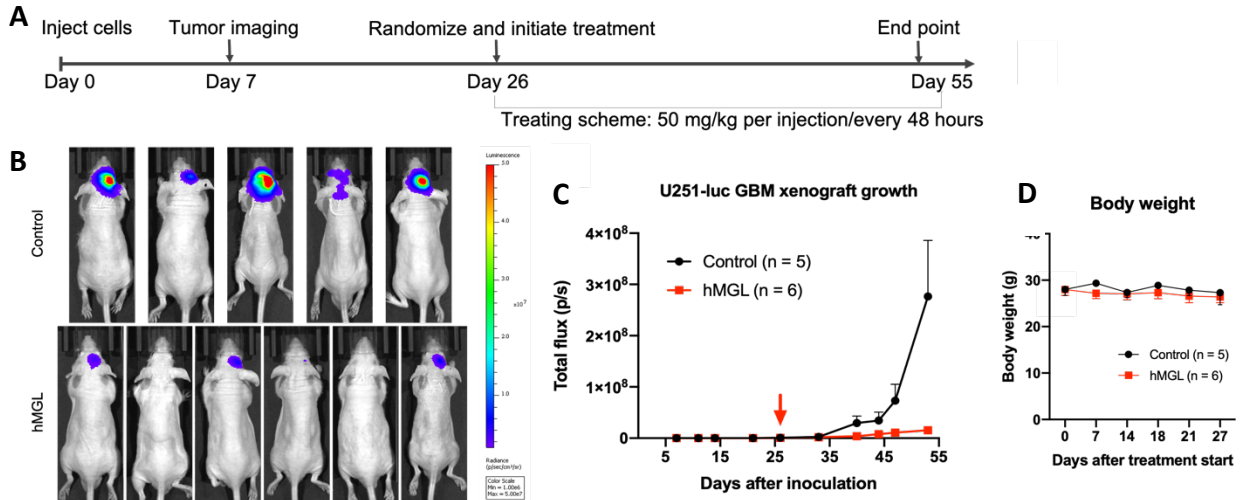 A
Inject cells
Tumor imaging
Randomize and initiate treatment
End point
Day 0
Day 7
Day 26
Day 55
Treating scheme: 50 mg/kg per injection/every 48 hours
B
Control
hMGL
Luminescence
5.0
4.0
3.0
x10⁷
2.0
1.0
Radiance
(p/sec/cm²/sr)
Color Scale
Min = 1.00e6
Max = 5.00e7
C
U251-luc GBM xenograft growth
Total flux (p/s)
4×10⁸
3×10⁸
2×10⁸
1×10⁸
0
Control (n = 5)
hMGL (n = 6)
5 15 25 35 45 55
Days after inoculation
D
Body weight
Body weight (g)
30
20
10
0
Control (n = 5)
hMGL (n = 6)
0 7 14 18 21 27
Days after treatment start